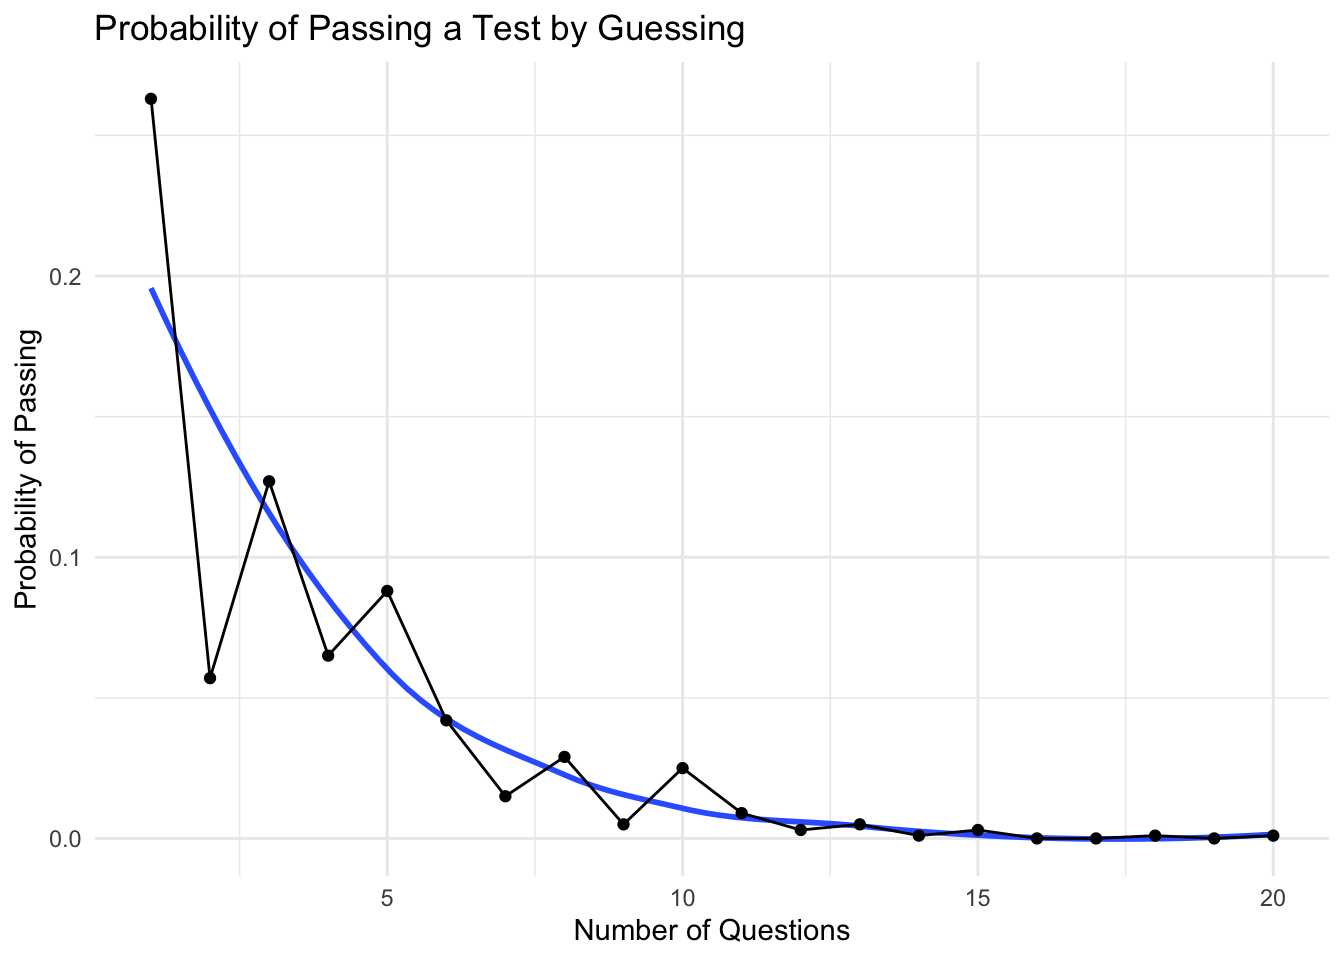 Probability of Passing a Test by Guessing
Probability of Passing
0.2
0.1
0.0
5
10
15
20
Number of Questions